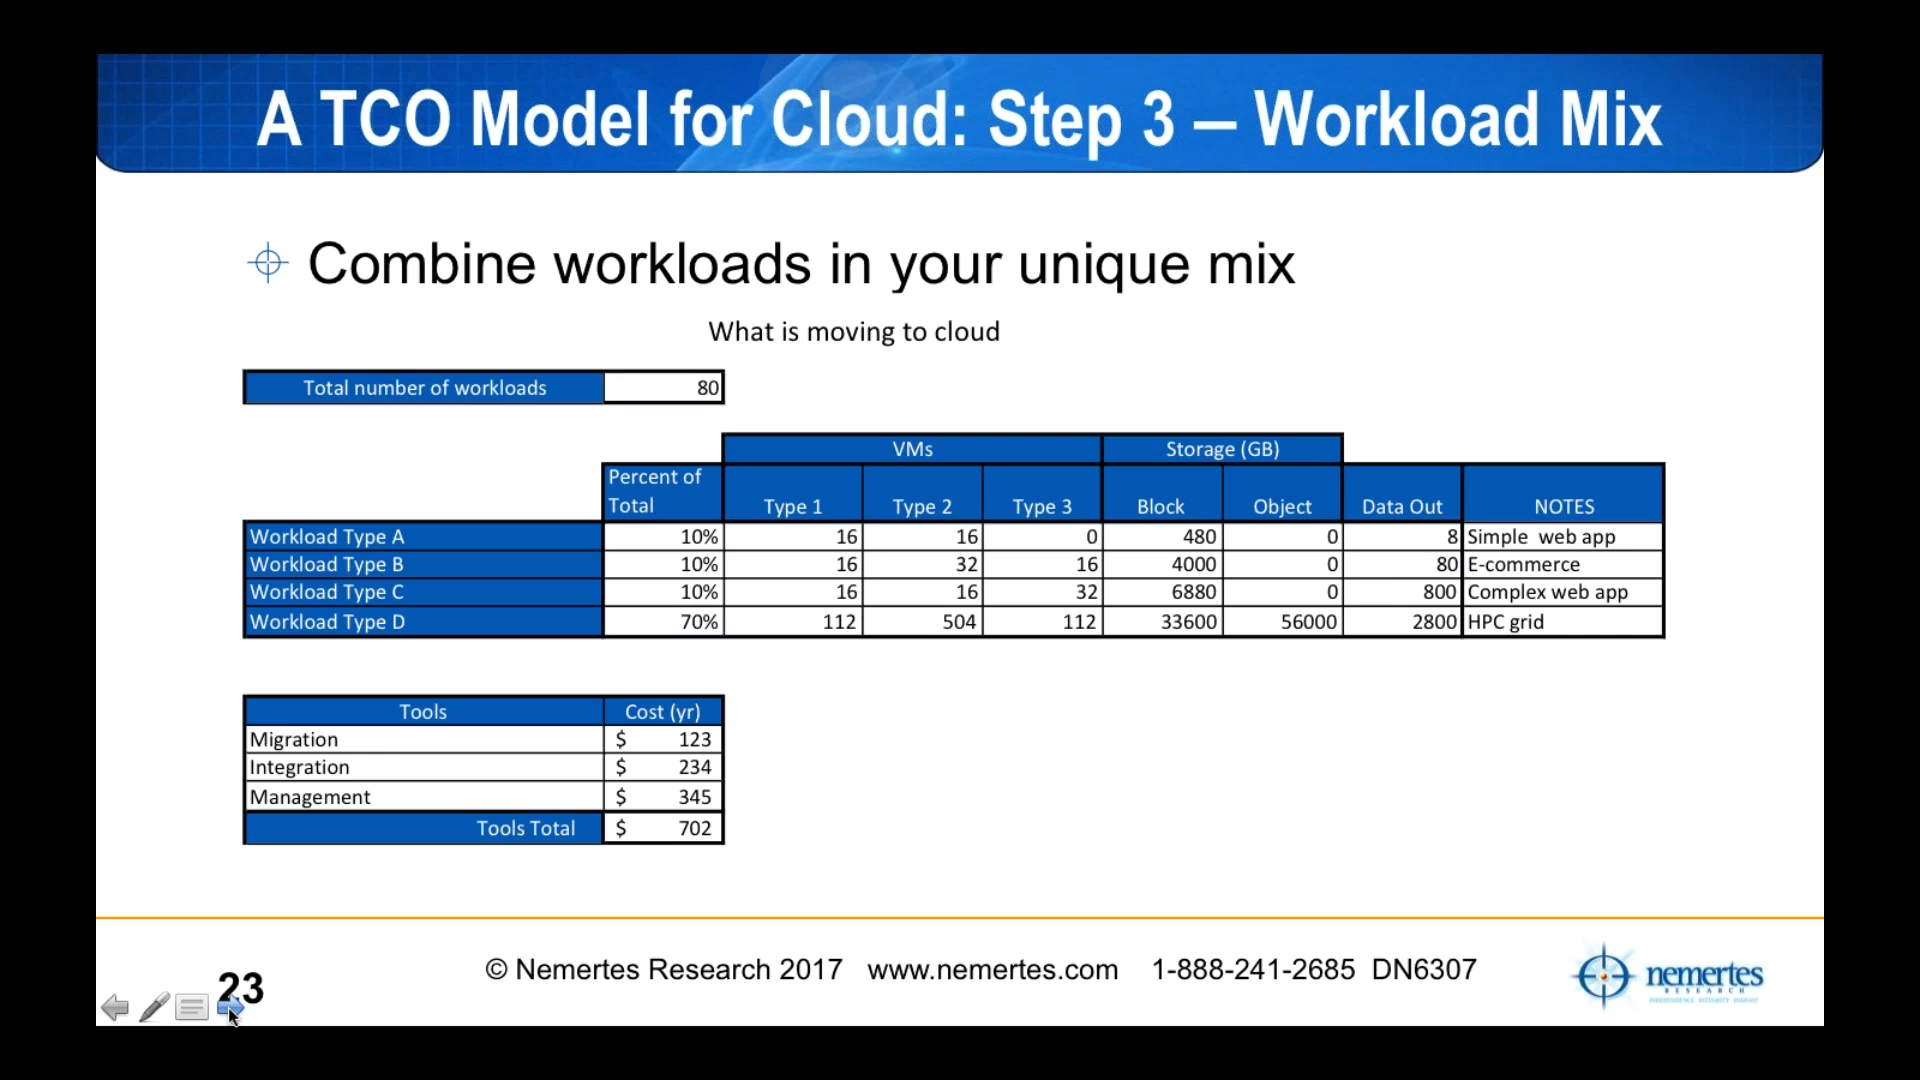 A TCO Model for Cloud: Step 3 – Workload Mix
Combine workloads in your unique mix
What is moving to cloud
Total number of workloads 80
VMs Storage (GB)
Percent of Total Type 1 Type 2 Type 3 Block Object Data Out NOTES
Workload Type A 10% 16 16 0 480 0 8 Simple web app
Workload Type B 10% 16 32 16 4000 0 80 E-commerce
Workload Type C 10% 16 16 32 6880 0 800 Complex web app
Workload Type D 70% 112 504 112 33600 56000 2800 HPC grid
Tools Cost (yr)
Migration $ 123
Integration $ 234
Management $ 345
Tools Total $ 702
23
© Nemertes Research 2017 www.nemertes.com 1-888-241-2685 DN6307
nemertes
RESEARCH
INDEPENDENCE INTEGRITY INSIGHT